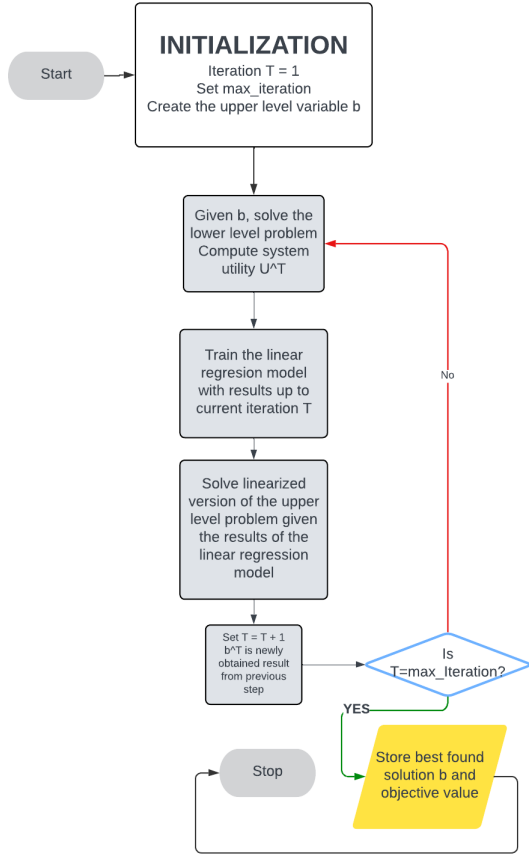 Start
INITIALIZATION
Iteration T = 1
Set max_iteration
Create the upper level variable b
Given b, solve the
lower level problem
Compute system
utility U^T
Train the linear
regresion model
with results up to
current iteration T
Solve linearized
version of the upper
level problem given
the results of the
linear regression
model
Set T = T + 1
b^T is newly
obtained result
from previous
step
Is
T=max_Iteration?
No
YES
Store best found
solution b and
objective value
Stop